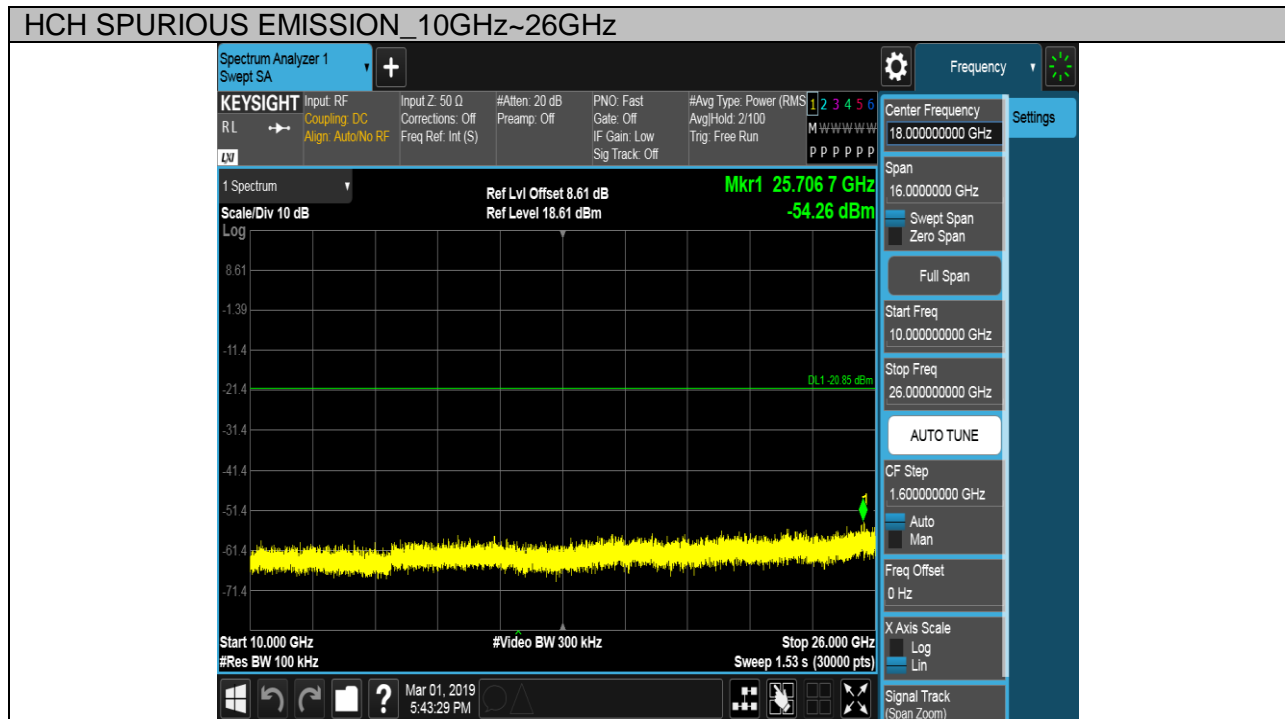 HCH SPURIOUS EMISSION_10GHz~26GHz
Spectrum Analyzer 1
Swept SA
+
Frequency
KEYSIGHT
RL
LXI
Input: RF
Coupling: DC
Align: Auto/No RF
Input Z: 50 Ω
Corrections: Off
Freq Ref: Int (S)
#Atten: 20 dB
Preamp: Off
PNO: Fast
Gate: Off
IF Gain: Low
Sig Track: Off
#Avg Type: Power (RMS
Avg|Hold: 2/100
Trig: Free Run
1 2 3 4 5 6
M W W W W W
P P P P P P
1 Spectrum
Scale/Div 10 dB
Ref Lvl Offset 8.61 dB
Ref Level 18.61 dBm
Mkr1 25.706 7 GHz
-54.26 dBm
Log
8.61
-1.39
-11.4
-21.4
-31.4
-41.4
-51.4
-61.4
-71.4
DL1 -20.85 dBm
1
Start 10.000 GHz
#Res BW 100 kHz
#Video BW 300 kHz
Stop 26.000 GHz
Sweep 1.53 s (30000 pts)
Center Frequency
18.000000000 GHz
Settings
Span
16.0000000 GHz
Swept Span
Zero Span
Full Span
Start Freq
10.000000000 GHz
Stop Freq
26.000000000 GHz
AUTO TUNE
CF Step
1.600000000 GHz
Auto
Man
Freq Offset
0 Hz
X Axis Scale
Log
Lin
Signal Track
(Span Zoom)
?
Mar 01, 2019
5:43:29 PM